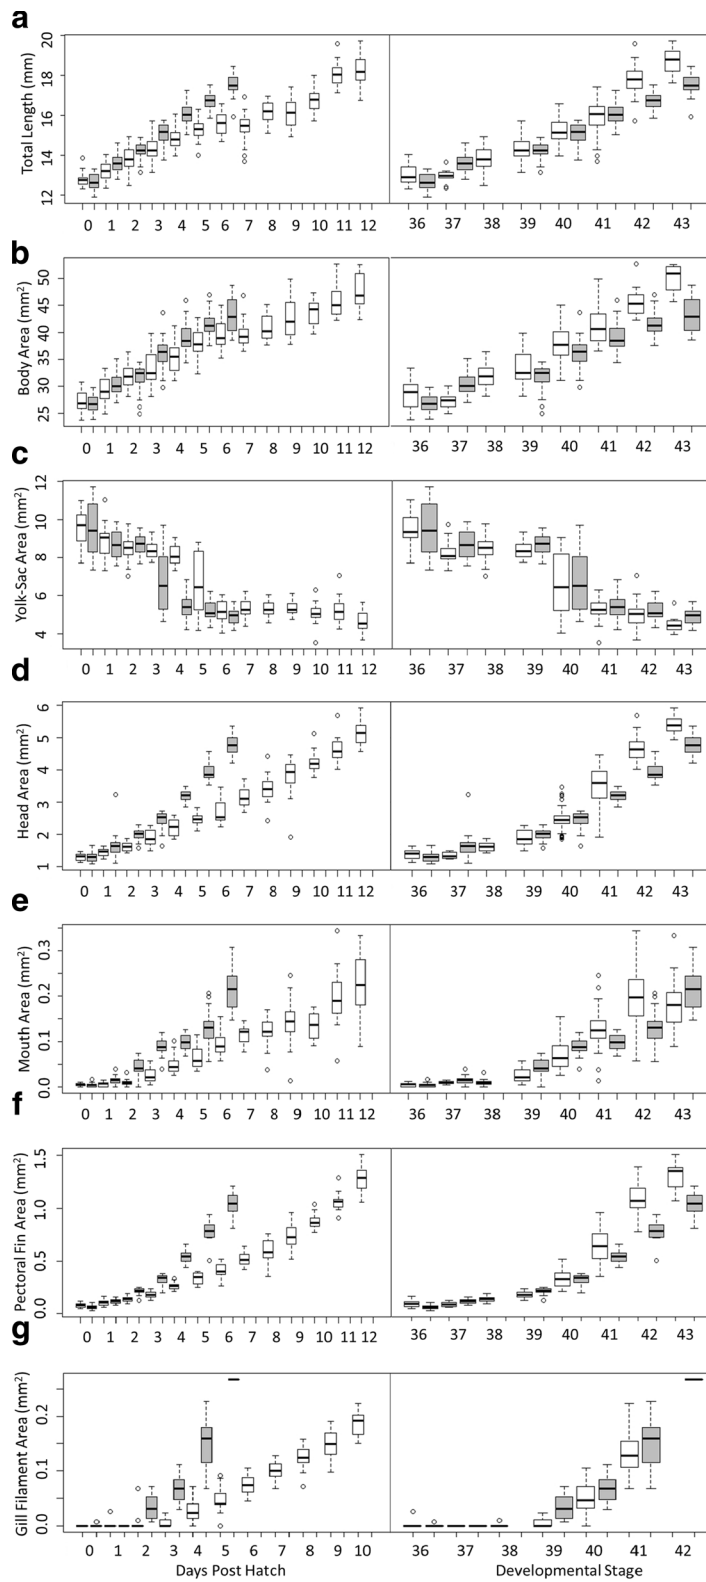 a
Total Length (mm)
20
18
16
14
12
0 1 2 3 4 5 6 7 8 9 10 11 12
36 37 38 39 40 41 42 43
b
Body Area (mm²)
50
45
40
35
30
25
0 1 2 3 4 5 6 7 8 9 10 11 12
36 37 38 39 40 41 42 43
c
Yolk-Sac Area (mm²)
12
10
8
6
4
0 1 2 3 4 5 6 7 8 9 10 11 12
36 37 38 39 40 41 42 43
d
Head Area (mm²)
6
5
4
3
2
1
0 1 2 3 4 5 6 7 8 9 10 11 12
36 37 38 39 40 41 42 43
e
Mouth Area (mm²)
0.3
0.2
0.1
0.0
0 1 2 3 4 5 6 7 8 9 10 11 12
36 37 38 39 40 41 42 43
f
Pectoral Fin Area (mm²)
1.5
1.0
0.5
0.0
0 1 2 3 4 5 6 7 8 9 10 11 12
36 37 38 39 40 41 42 43
g
Gill Filament Area (mm²)
0.2
0.1
0.0
0 1 2 3 4 5 6 7 8 9 10
36 37 38 39 40 41 42
Days Post Hatch
Developmental Stage